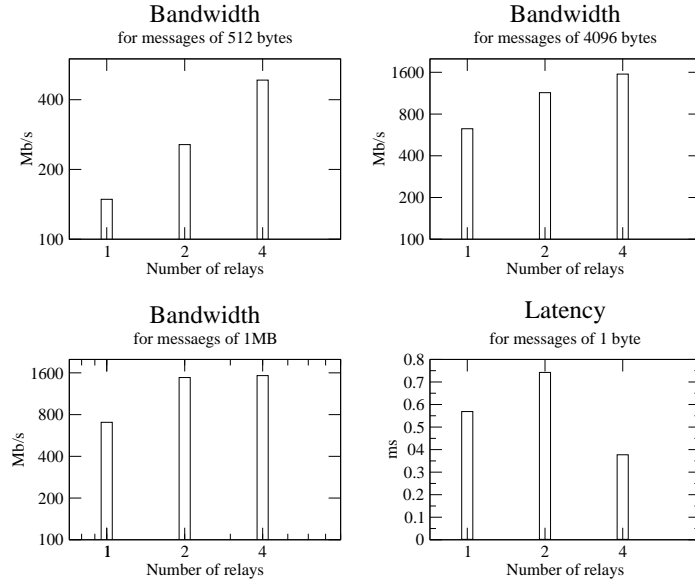 Bandwidth
for messages of 512 bytes
400
200
100
Mb/s
1 2 4
Number of relays
Bandwidth
for messages of 4096 bytes
1600
800
400
200
100
Mb/s
1 2 4
Number of relays
Bandwidth
for messaegs of 1MB
1600
800
400
200
100
Mb/s
1 2 4
Number of relays
Latency
for messages of 1 byte
0.8
0.7
0.6
0.5
04
0.3
0.2
0.1
0
ms
1 2 4
Number of relays